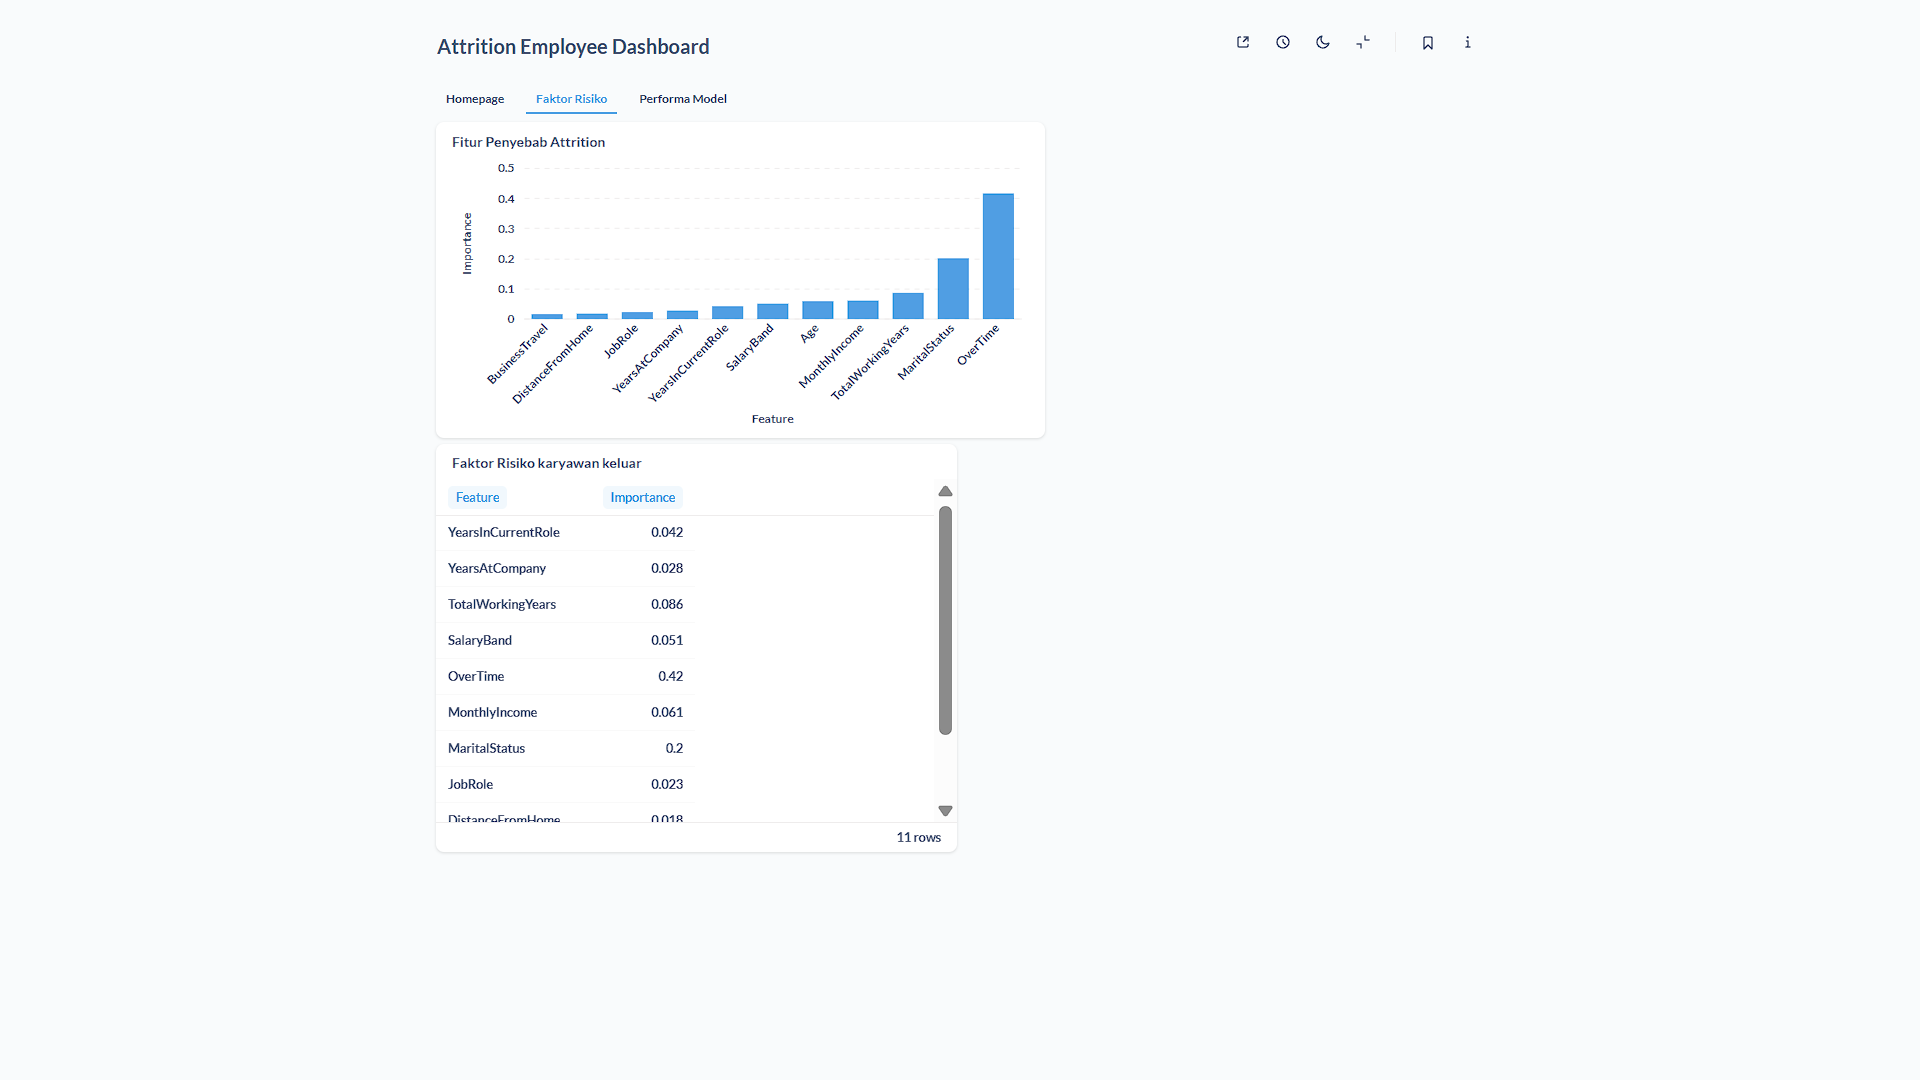 Attrition Employee Dashboard
Homepage Faktor Risiko Performa Model
Fitur Penyebab Attrition
0.5
0.4
0.3
0.2
0.1
0
Importance
BusinessTravel
DistanceFromHome
JobRole
YearsAtCompany
YearsInCurrentRole
SalaryBand
Age
MonthlyIncome
TotalWorkingYears
MaritalStatus
OverTime
Feature
Faktor Risiko karyawan keluar
Feature Importance
YearsInCurrentRole 0.042
YearsAtCompany 0.028
TotalWorkingYears 0.086
SalaryBand 0.051
OverTime 0.42
MonthlyIncome 0.061
MaritalStatus 0.2
JobRole 0.023
DistanceFromHome 0.018
11 rows